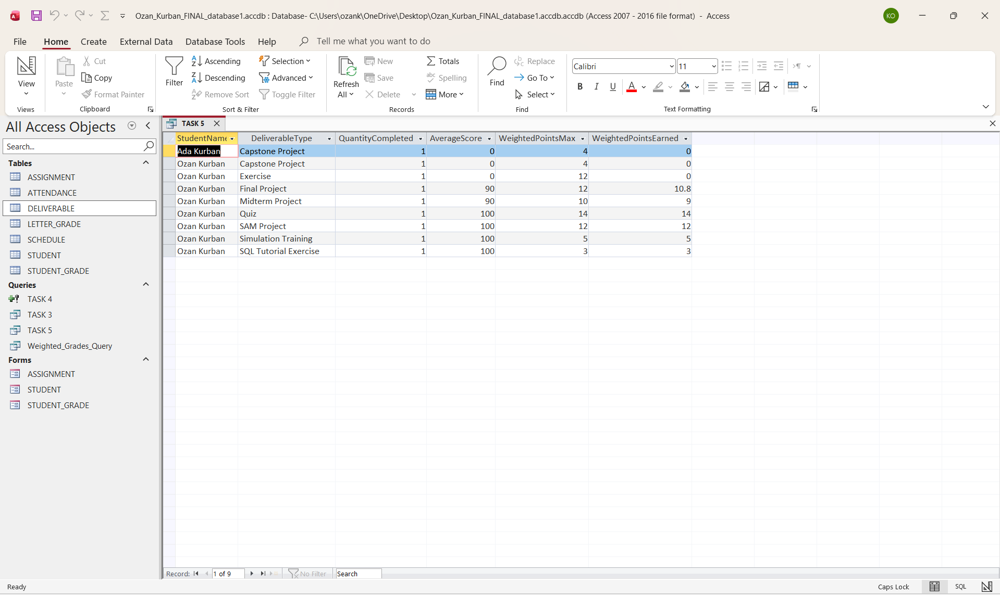 Ozan_Kurban_FINAL_database1.accdb : Database- C:\Users\ozank\OneDrive\Desktop\Ozan_Kurban_FINAL_database1.accdb.accdb (Access 2007 - 2016 file format) - Access
KO
File Home Create External Data Database Tools Help Tell me what you want to do
View
Views
Paste
Cut
Copy
Format Painter
Clipboard
Filter
Ascending
Descending
Remove Sort
Selection
Advanced
Toggle Filter
Sort & Filter
Refresh
All
New
Save
Delete
Totals
Spelling
More
Records
Find
Replace
Go To
Select
Find
Calibri 11
B I U A
Text Formatting
All Access Objects
Search...
Tables
ASSIGNMENT
ATTENDANCE
DELIVERABLE
LETTER_GRADE
SCHEDULE
STUDENT
STUDENT_GRADE
Queries
TASK 4
TASK 3
TASK 5
Weighted_Grades_Query
Forms
ASSIGNMENT
STUDENT
STUDENT_GRADE
TASK 5
StudentName DeliverableType QuantityCompleted AverageScore WeightedPointsMax WeightedPointsEarned
Ada Kurban Capstone Project 1 0 4 0
Ozan Kurban Capstone Project 1 0 4 0
Ozan Kurban Exercise 1 0 12 0
Ozan Kurban Final Project 1 90 12 10.8
Ozan Kurban Midterm Project 1 90 10 9
Ozan Kurban Quiz 1 100 14 14
Ozan Kurban SAM Project 1 100 12 12
Ozan Kurban Simulation Training 1 100 5 5
Ozan Kurban SQL Tutorial Exercise 1 100 3 3
Record: 1 of 9 No Filter Search
Ready Caps Lock SQL